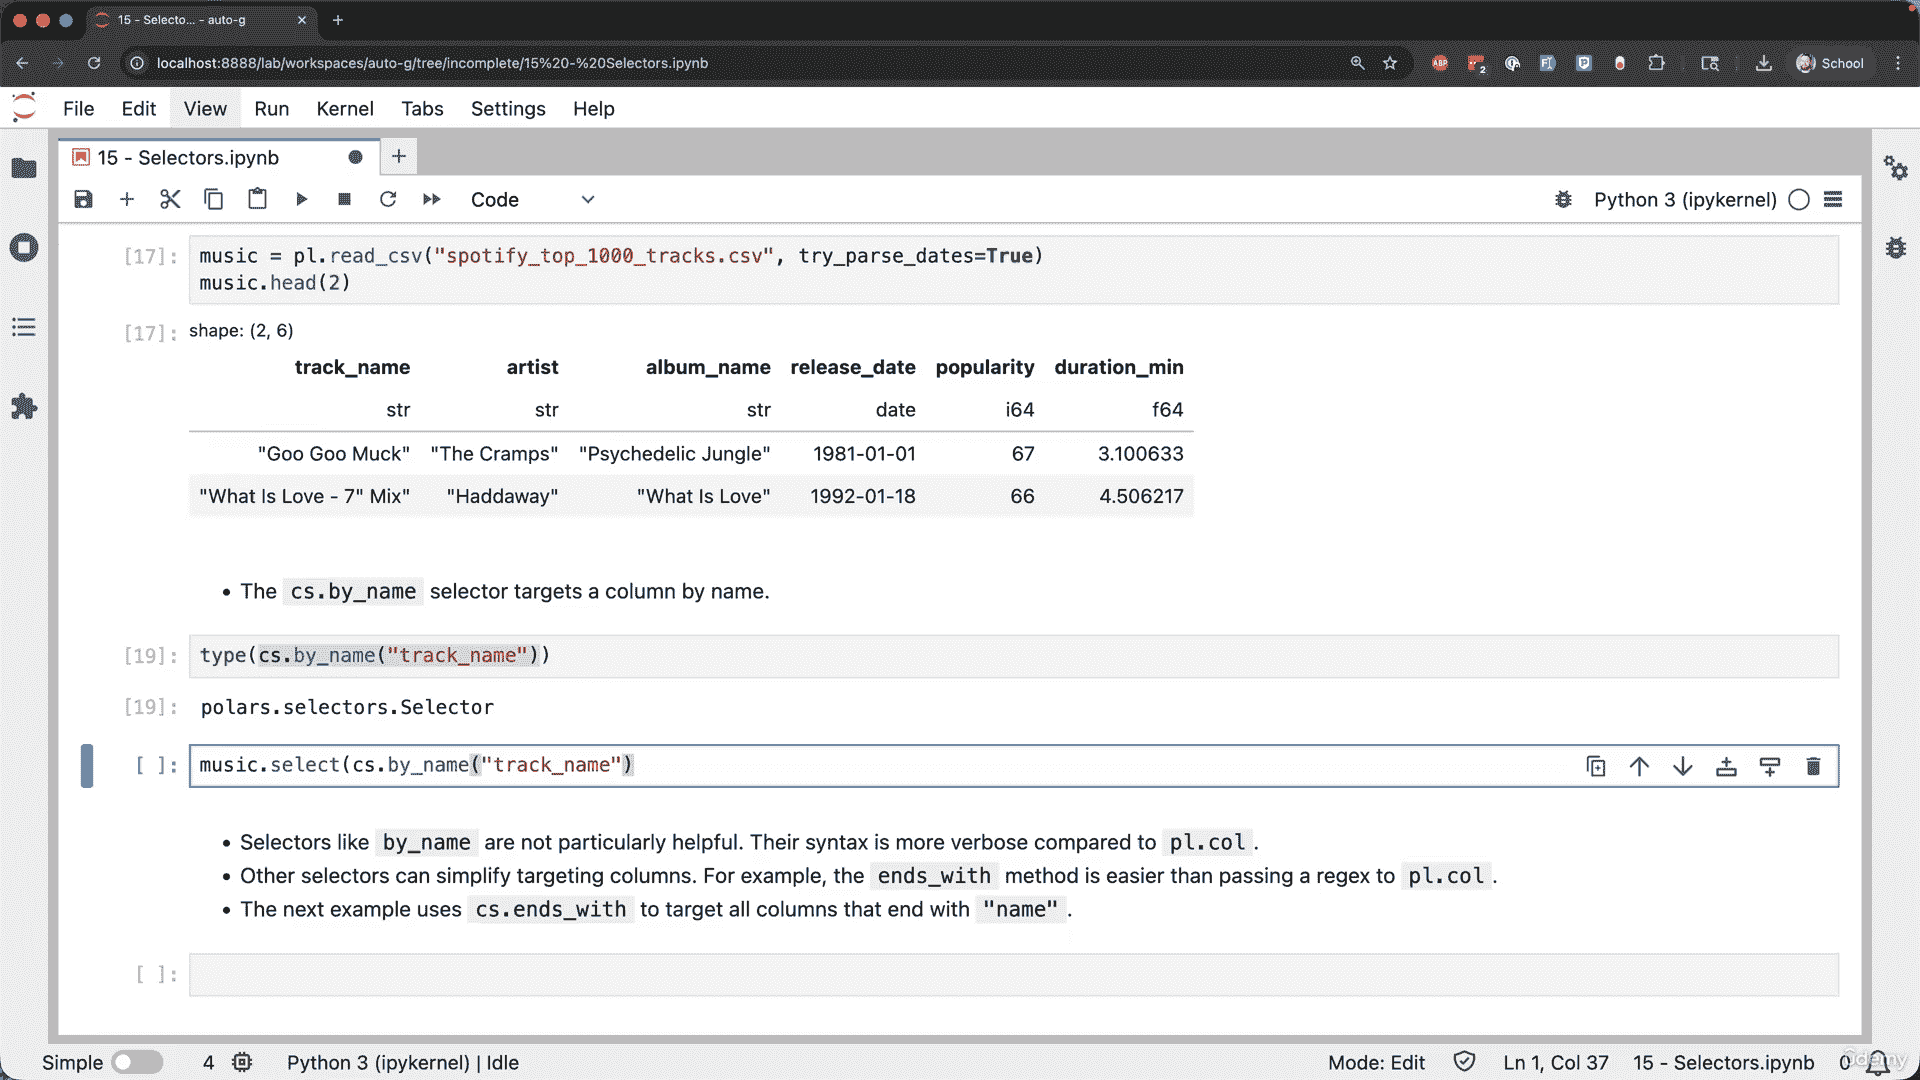 15 - Selecto... - auto-g
localhost:8888/lab/workspaces/auto-g/tree/incomplete/15%20-%20Selectors.ipynb
ABP
2
School
File Edit View Run Kernel Tabs Settings Help
15 - Selectors.ipynb
Code
Python 3 (ipykernel)
[17]: music = pl.read_csv("spotify_top_1000_tracks.csv", try_parse_dates=True)
music.head(2)
[17]: shape: (2, 6)
track_name artist album_name release_date popularity duration_min
str str str date i64 f64
"Goo Goo Muck" "The Cramps" "Psychedelic Jungle" 1981-01-01 67 3.100633
"What Is Love - 7" Mix" "Haddaway" "What Is Love" 1992-01-18 66 4.506217
• The cs.by_name selector targets a column by name.
[19]: type(cs.by_name("track_name"))
[19]: polars.selectors.Selector
[ ]: music.select(cs.by_name("track_name")
• Selectors like by_name are not particularly helpful. Their syntax is more verbose compared to pl.col.
• Other selectors can simplify targeting columns. For example, the ends_with method is easier than passing a regex to pl.col.
• The next example uses cs.ends_with to target all columns that end with "name".
[ ]:
Simple 4 Python 3 (ipykernel) | Idle Mode: Edit Ln 1, Col 37 15 - Selectors.ipynb 0
Udemy